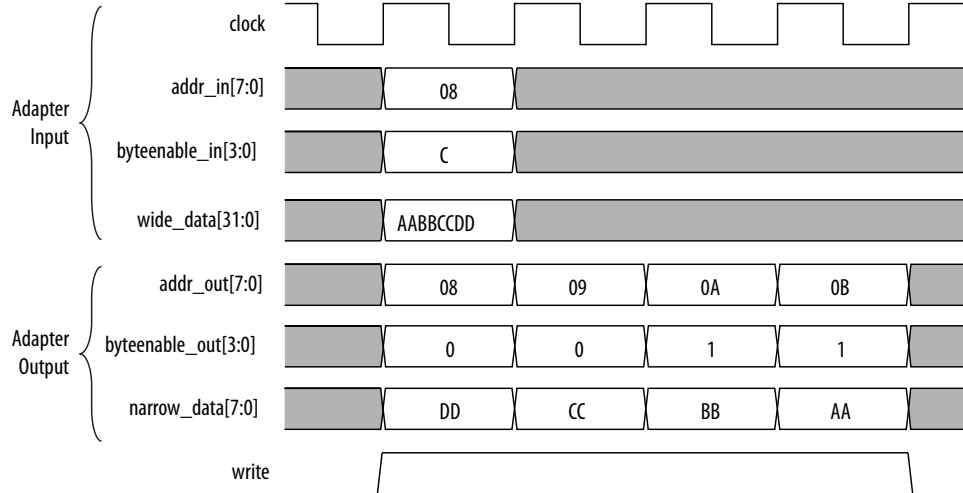 clock
addr_in[7:0] 08
Adapter
Input
byteenable_in[3:0] C
wide_data[31:0] AABBCCDD
addr_out[7:0] 08 09 0A 0B
Adapter
Output
byteenable_out[3:0] 0 0 1 1
narrow_data[7:0] DD CC BB AA
write